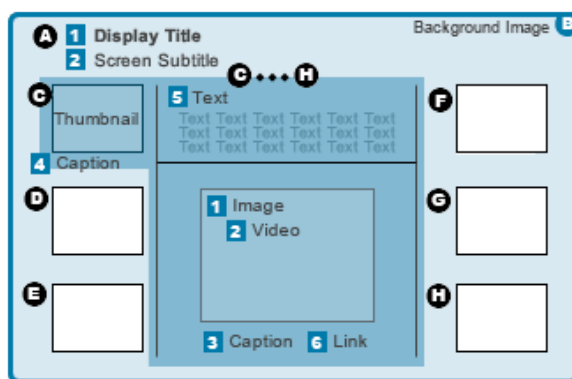 A 1 Display Title
Background Image B
2 Screen Subtitle
C •••• H
C
Thumbnail
4 Caption
5 Text
Text Text Text Text Text Text
Text Text Text Text Text Text
Text Text Text Text Text Text
F
D
1 Image
2 Video
G
E
3 Caption 6 Link
H